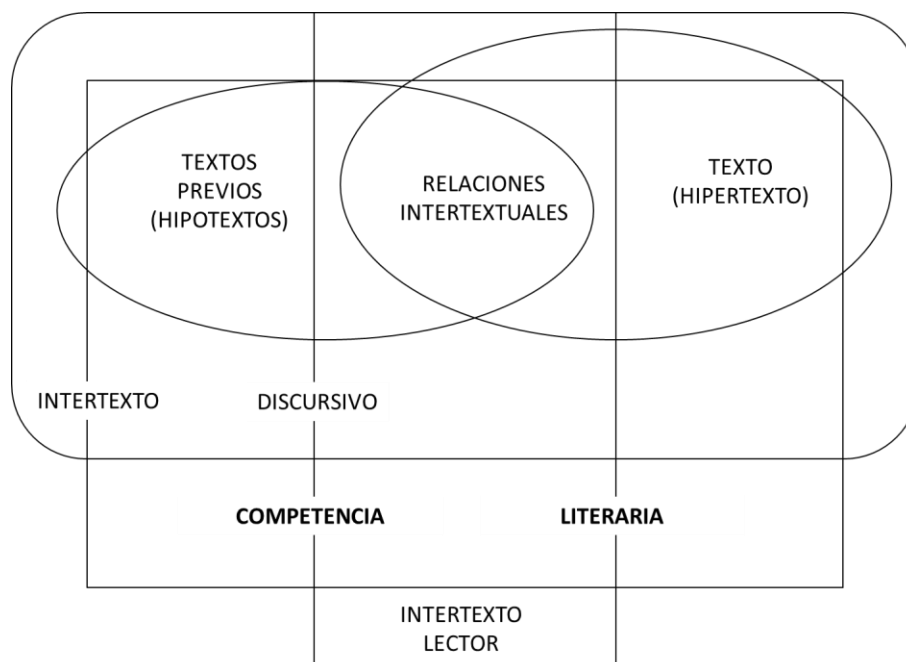 TEXTOS
PREVIOS
(HIPOTEXTOS)
RELACIONES
INTERTEXTUALES
TEXTO
(HIPERTEXTO)
INTERTEXTO
DISCURSIVO
COMPETENCIA
LITERARIA
INTERTEXTO
LECTOR